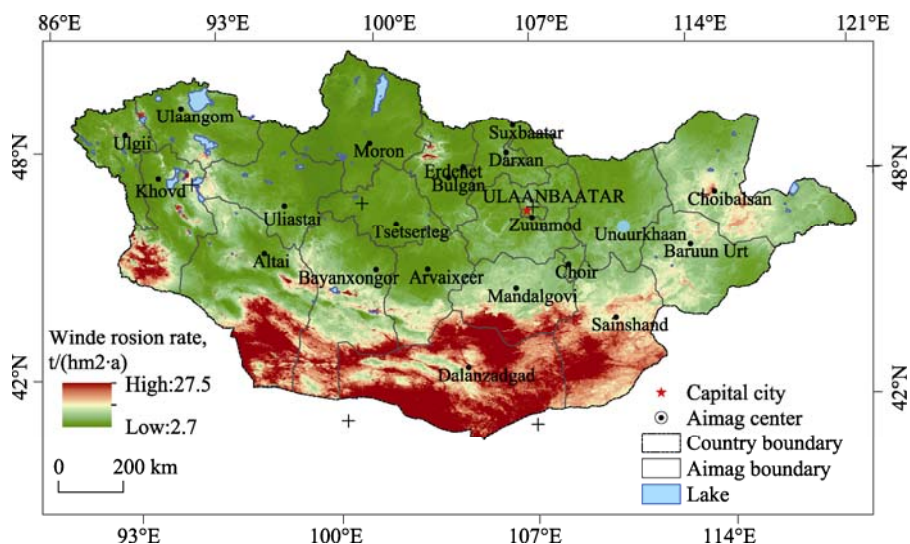 86°E 93°E 100°E 107°E 114°E 121°E
48°N
48°N
42°N
42°N
Ulaangom
Ulgii
Khovd
Uliastai
Altai
Moron
Suxbaatar
Darxan
Erdenet
Bulgan
ULAANBAATAR
Zuunmod
Tsetserleg
Undurkhaan
Choibalsan
Baruun Urt
Bayanxongor
Arvaixeer
Choir
Mandalgovi
Sainshand
Dalanzadgad
Winde rosion rate,
t/(hm2·a)
High:27.5
Low:2.7
0 200 km
Capital city
Aimag center
Country boundary
Aimag boundary
Lake
93°E 100°E 107°E 114°E